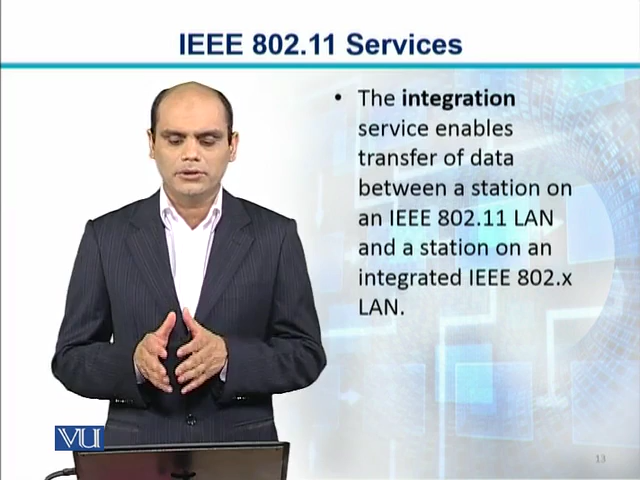 IEEE 802.11 Services
• The integration
service enables
transfer of data
between a station on
an IEEE 802.11 LAN
and a station on an
integrated IEEE 802.x
LAN.
VU
13